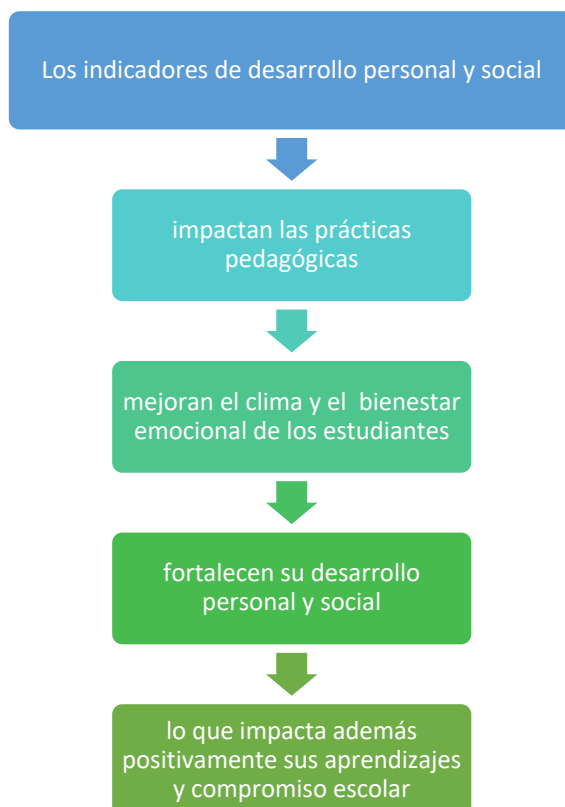 Los indicadores de desarrollo personal y social
impactan las prácticas
pedagógicas
mejoran el clima y el bienestar
emocional de los estudiantes
fortalecen su desarrollo
personal y social
lo que impacta además
positivamente sus aprendizajes
y compromiso escolar